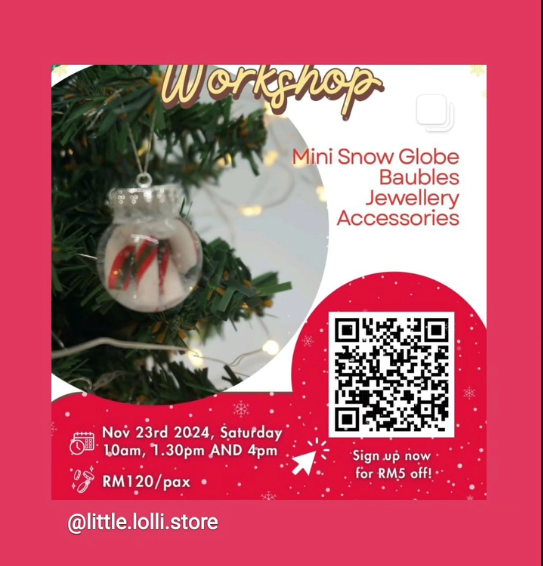 Workshop
Mini Snow Globe
Baubles
Jewellery
Accessories
Nov 23rd 2024, Saturday
10am, 1.30pm AND 4pm
RM120/pax
Sign up now
for RM5 off!
@little.lolli.store